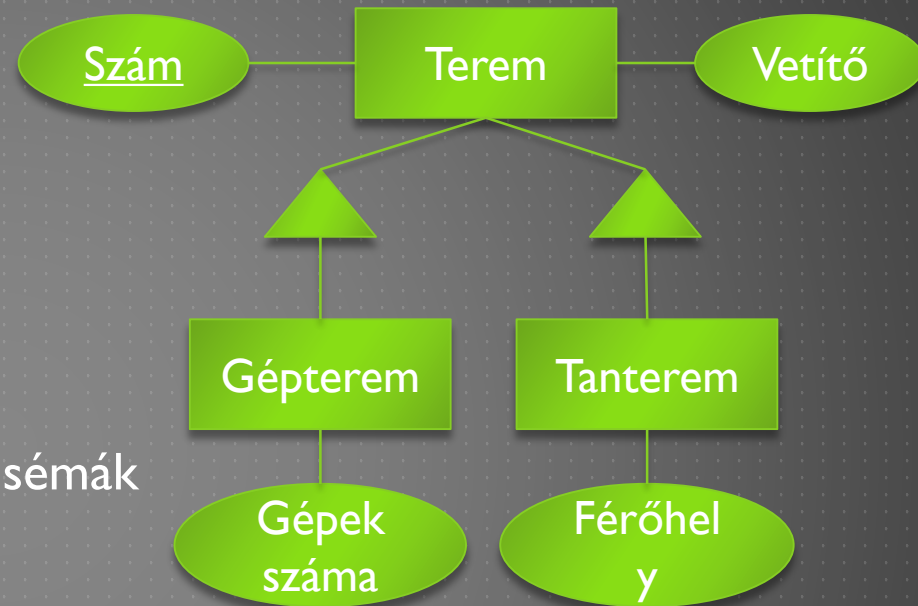 Szám
Terem
Vetítő
Gépterem
Tanterem
sémák
Gépek
száma
Férőhel
y